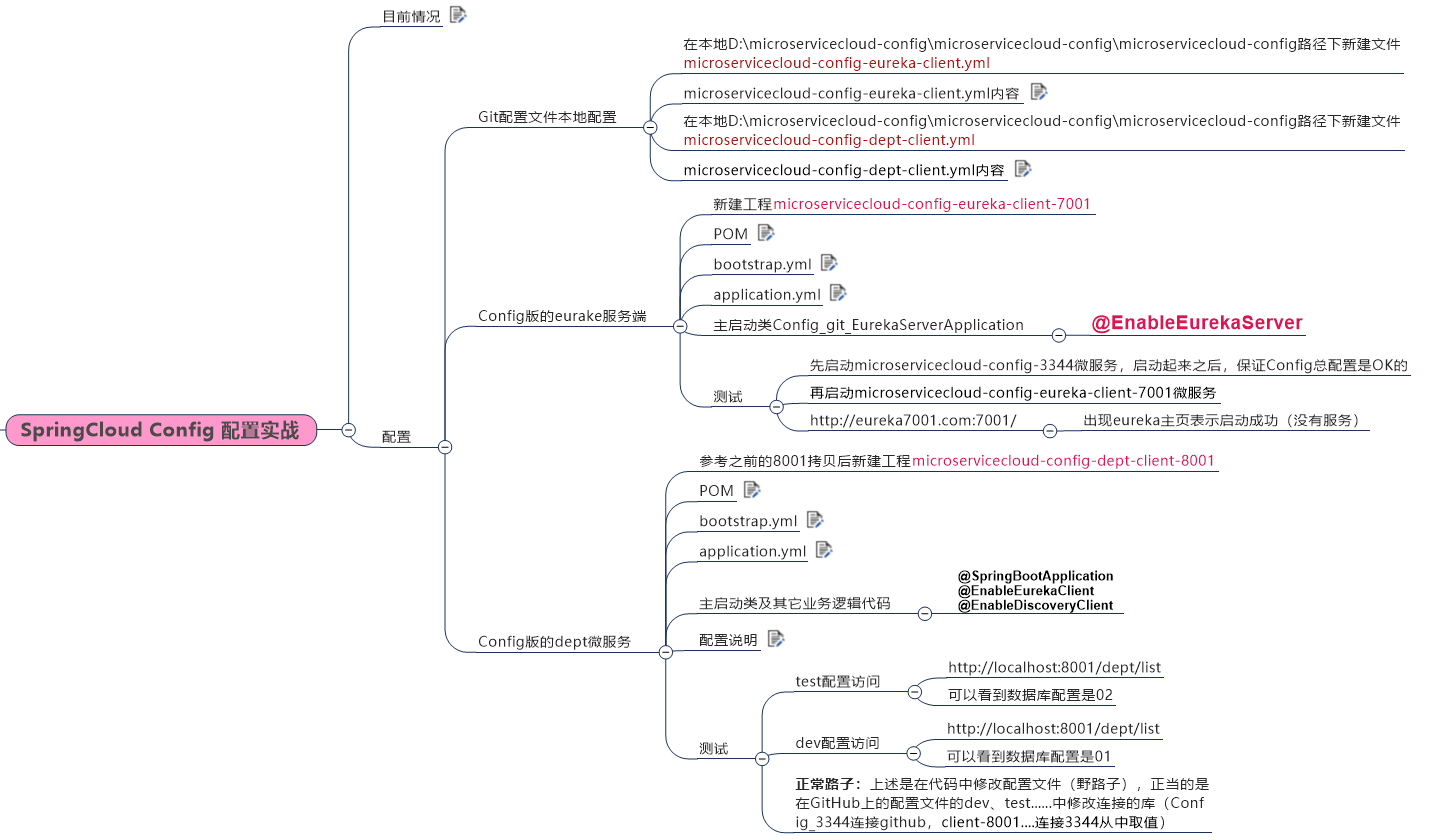 目前情况
在本地D:\microservicecloud-config\microservicecloud-config\microservicecloud-config路径下新建文件
microservicecloud-config-eureka-client.yml
microservicecloud-config-eureka-client.yml内容
Git配置文件本地配置
在本地D:\microservicecloud-config\microservicecloud-config\microservicecloud-config路径下新建文件
microservicecloud-config-dept-client.yml
microservicecloud-config-dept-client.yml内容
新建工程microservicecloud-config-eureka-client-7001
POM
bootstrap.yml
application.yml
Config版的eurake服务端
主启动类Config_git_EurekaServerApplication
@EnableEurekaServer
先启动microservicecloud-config-3344微服务，启动起来之后，保证Config总配置是OK的
测试
再启动microservicecloud-config-eureka-client-7001微服务
http://eureka7001.com:7001/
出现eureka主页表示启动成功（没有服务）
SpringCloud Config 配置实战
配置
参考之前的8001拷贝后新建工程microservicecloud-config-dept-client-8001
POM
bootstrap.yml
application.yml
主启动类及其它业务逻辑代码
@SpringBootApplication
@EnableEurekaClient
@EnableDiscoveryClient
Config版的dept微服务
配置说明
test配置访问
http://localhost:8001/dept/list
可以看到数据库配置是02
测试
dev配置访问
http://localhost:8001/dept/list
可以看到数据库配置是01
正常路子：上述是在代码中修改配置文件（野路子），正当的是
在GitHub上的配置文件的dev、test......中修改连接的库（Conf
ig_3344连接github，client-8001....连接3344从中取值）